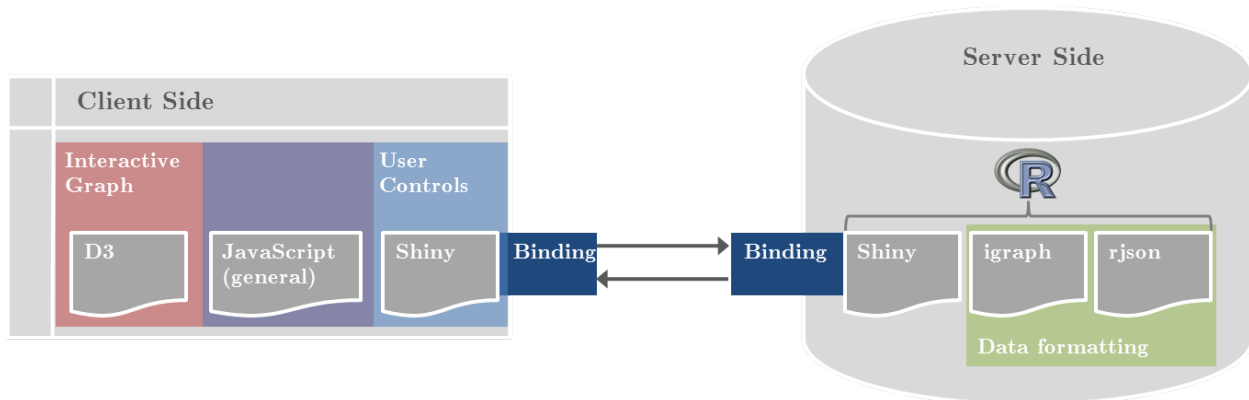 Server Side
Client Side
Interactive
Graph
User
Controls
R
D3
JavaScript
(general)
Shiny
Binding
Binding
Shiny
igraph
rjson
Data formatting